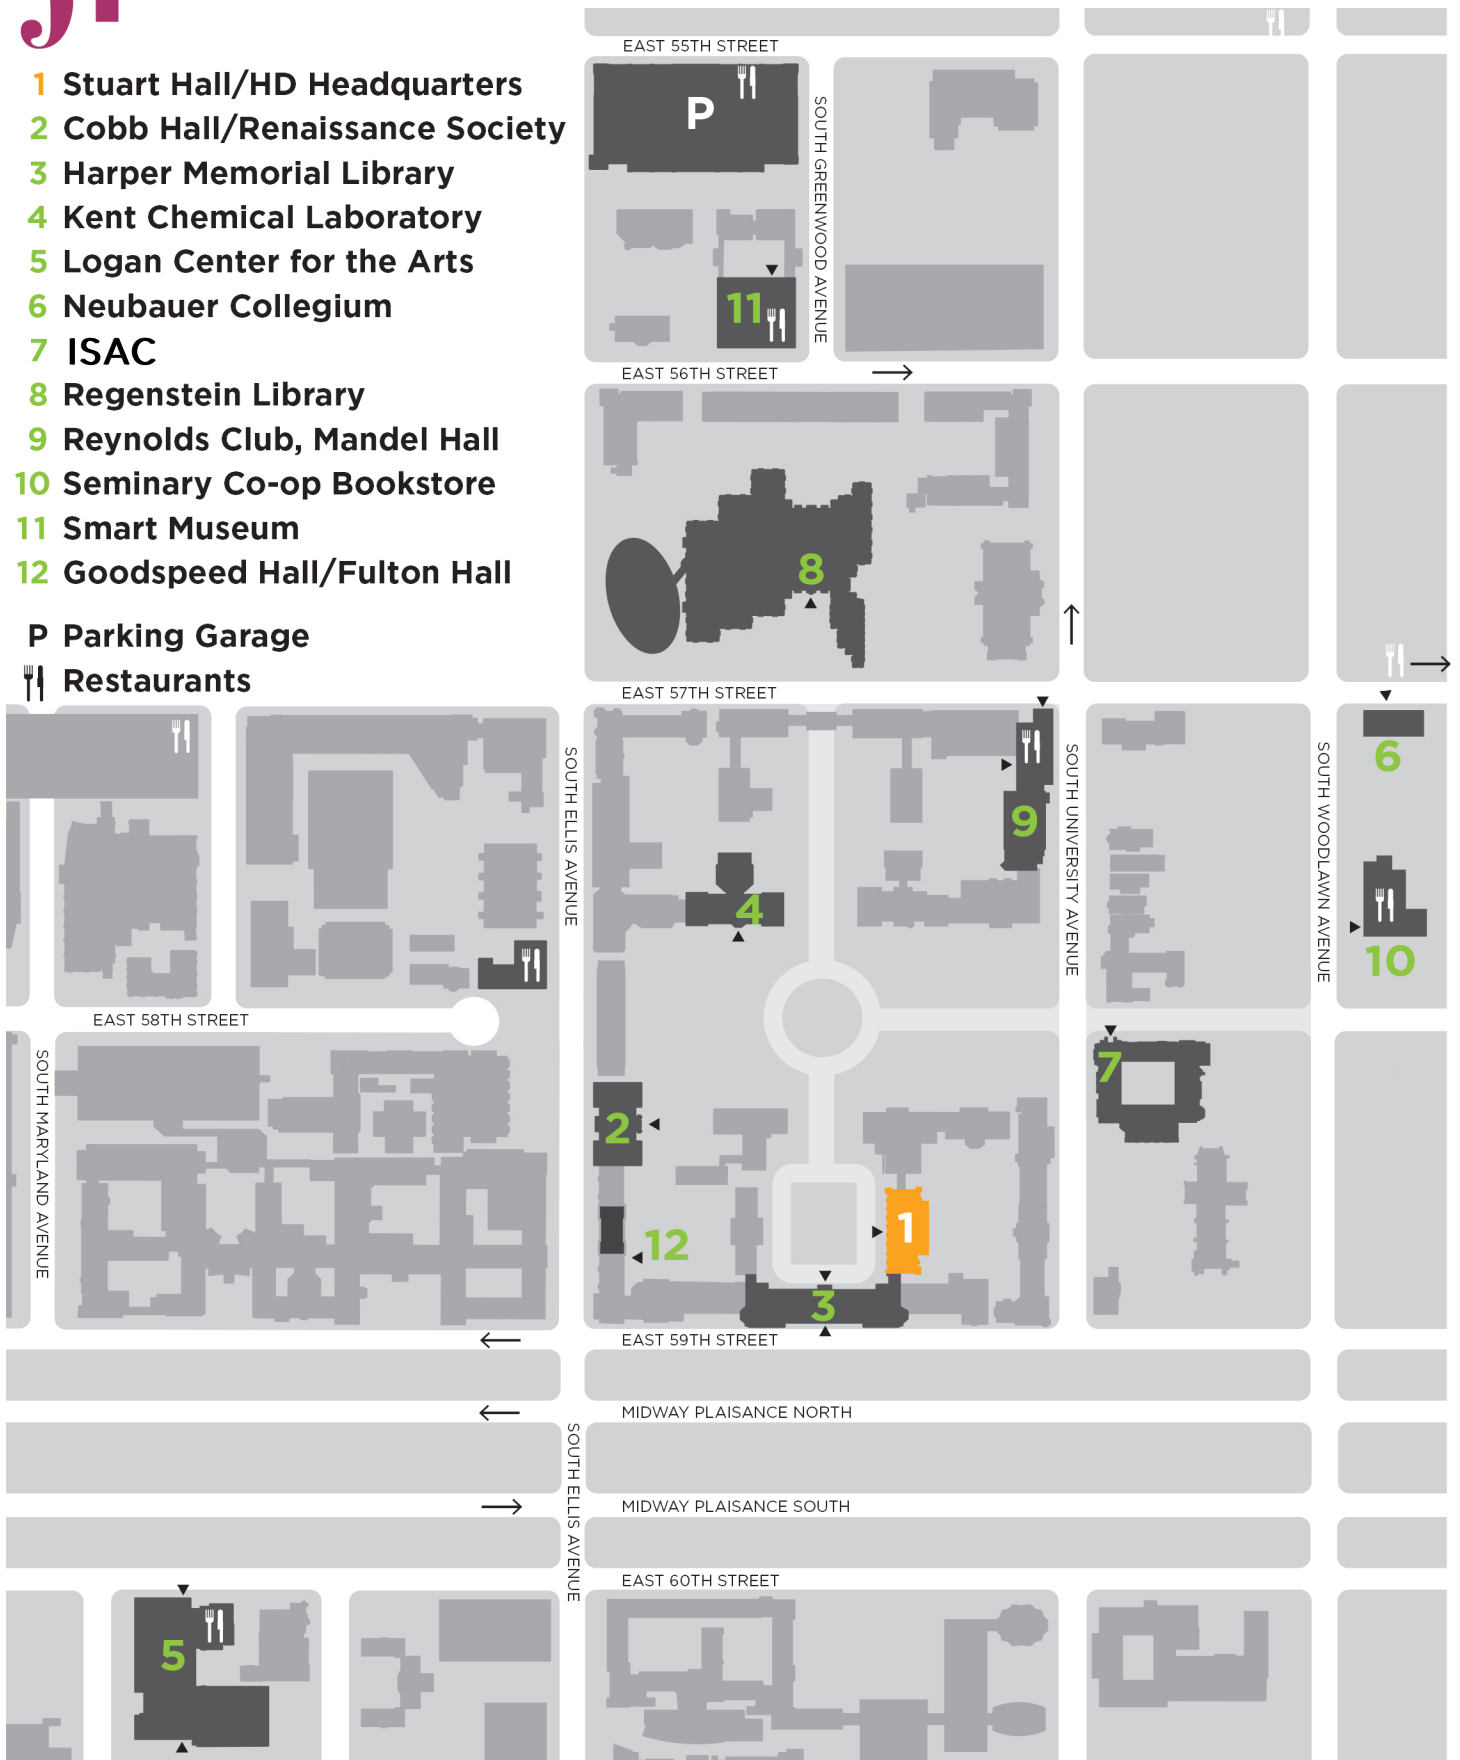 1 Stuart Hall/HD Headquarters
2 Cobb Hall/Renaissance Society
3 Harper Memorial Library
4 Kent Chemical Laboratory
5 Logan Center for the Arts
6 Neubauer Collegium
7 ISAC
8 Regenstein Library
9 Reynolds Club, Mandel Hall
10 Seminary Co-op Bookstore
11 Smart Museum
12 Goodspeed Hall/Fulton Hall
P Parking Garage
Restaurants
EAST 55TH STREET
P
SOUTH GREENWOOD AVENUE
11
EAST 56TH STREET
8
EAST 57TH STREET
SOUTH ELLIS AVENUE
SOUTH UNIVERSITY AVENUE
SOUTH WOODLAWN AVENUE
6
9
4
10
EAST 58TH STREET
SOUTH MARYLAND AVENUE
7
2
1
12
3
EAST 59TH STREET
MIDWAY PLAISANCE NORTH
SOUTH ELLIS AVENUE
MIDWAY PLAISANCE SOUTH
EAST 60TH STREET
5